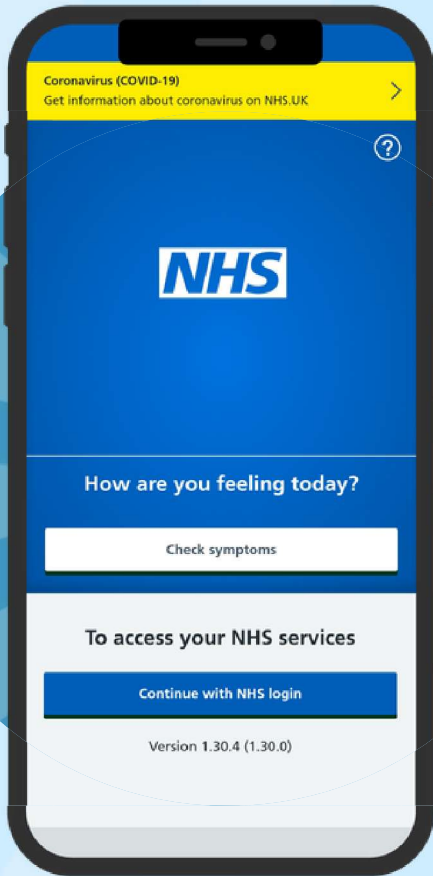 Coronavirus (COVID-19)
Get information about coronavirus on NHS.UK
?
NHS
How are you feeling today?
Check symptoms
To access your NHS services
Continue with NHS login
Version 1.30.4 (1.30.0)